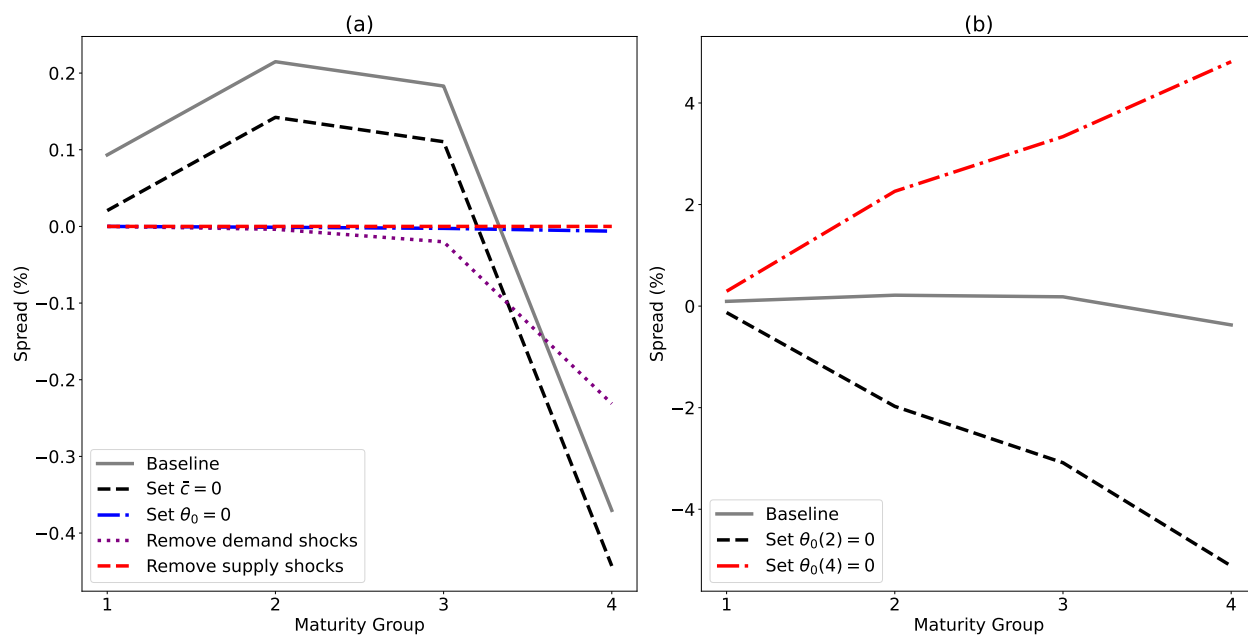 (a)
Spread (%)
0.2
0.1
0.0
−0.1
−0.2
−0.3
−0.4
Baseline
Set c̄ = 0
Set θ₀ = 0
Remove demand shocks
Remove supply shocks
1 2 3 4
Maturity Group
(b)
Spread (%)
4
2
0
−2
−4
Baseline
Set θ₀(2) = 0
Set θ₀(4) = 0
1 2 3 4
Maturity Group